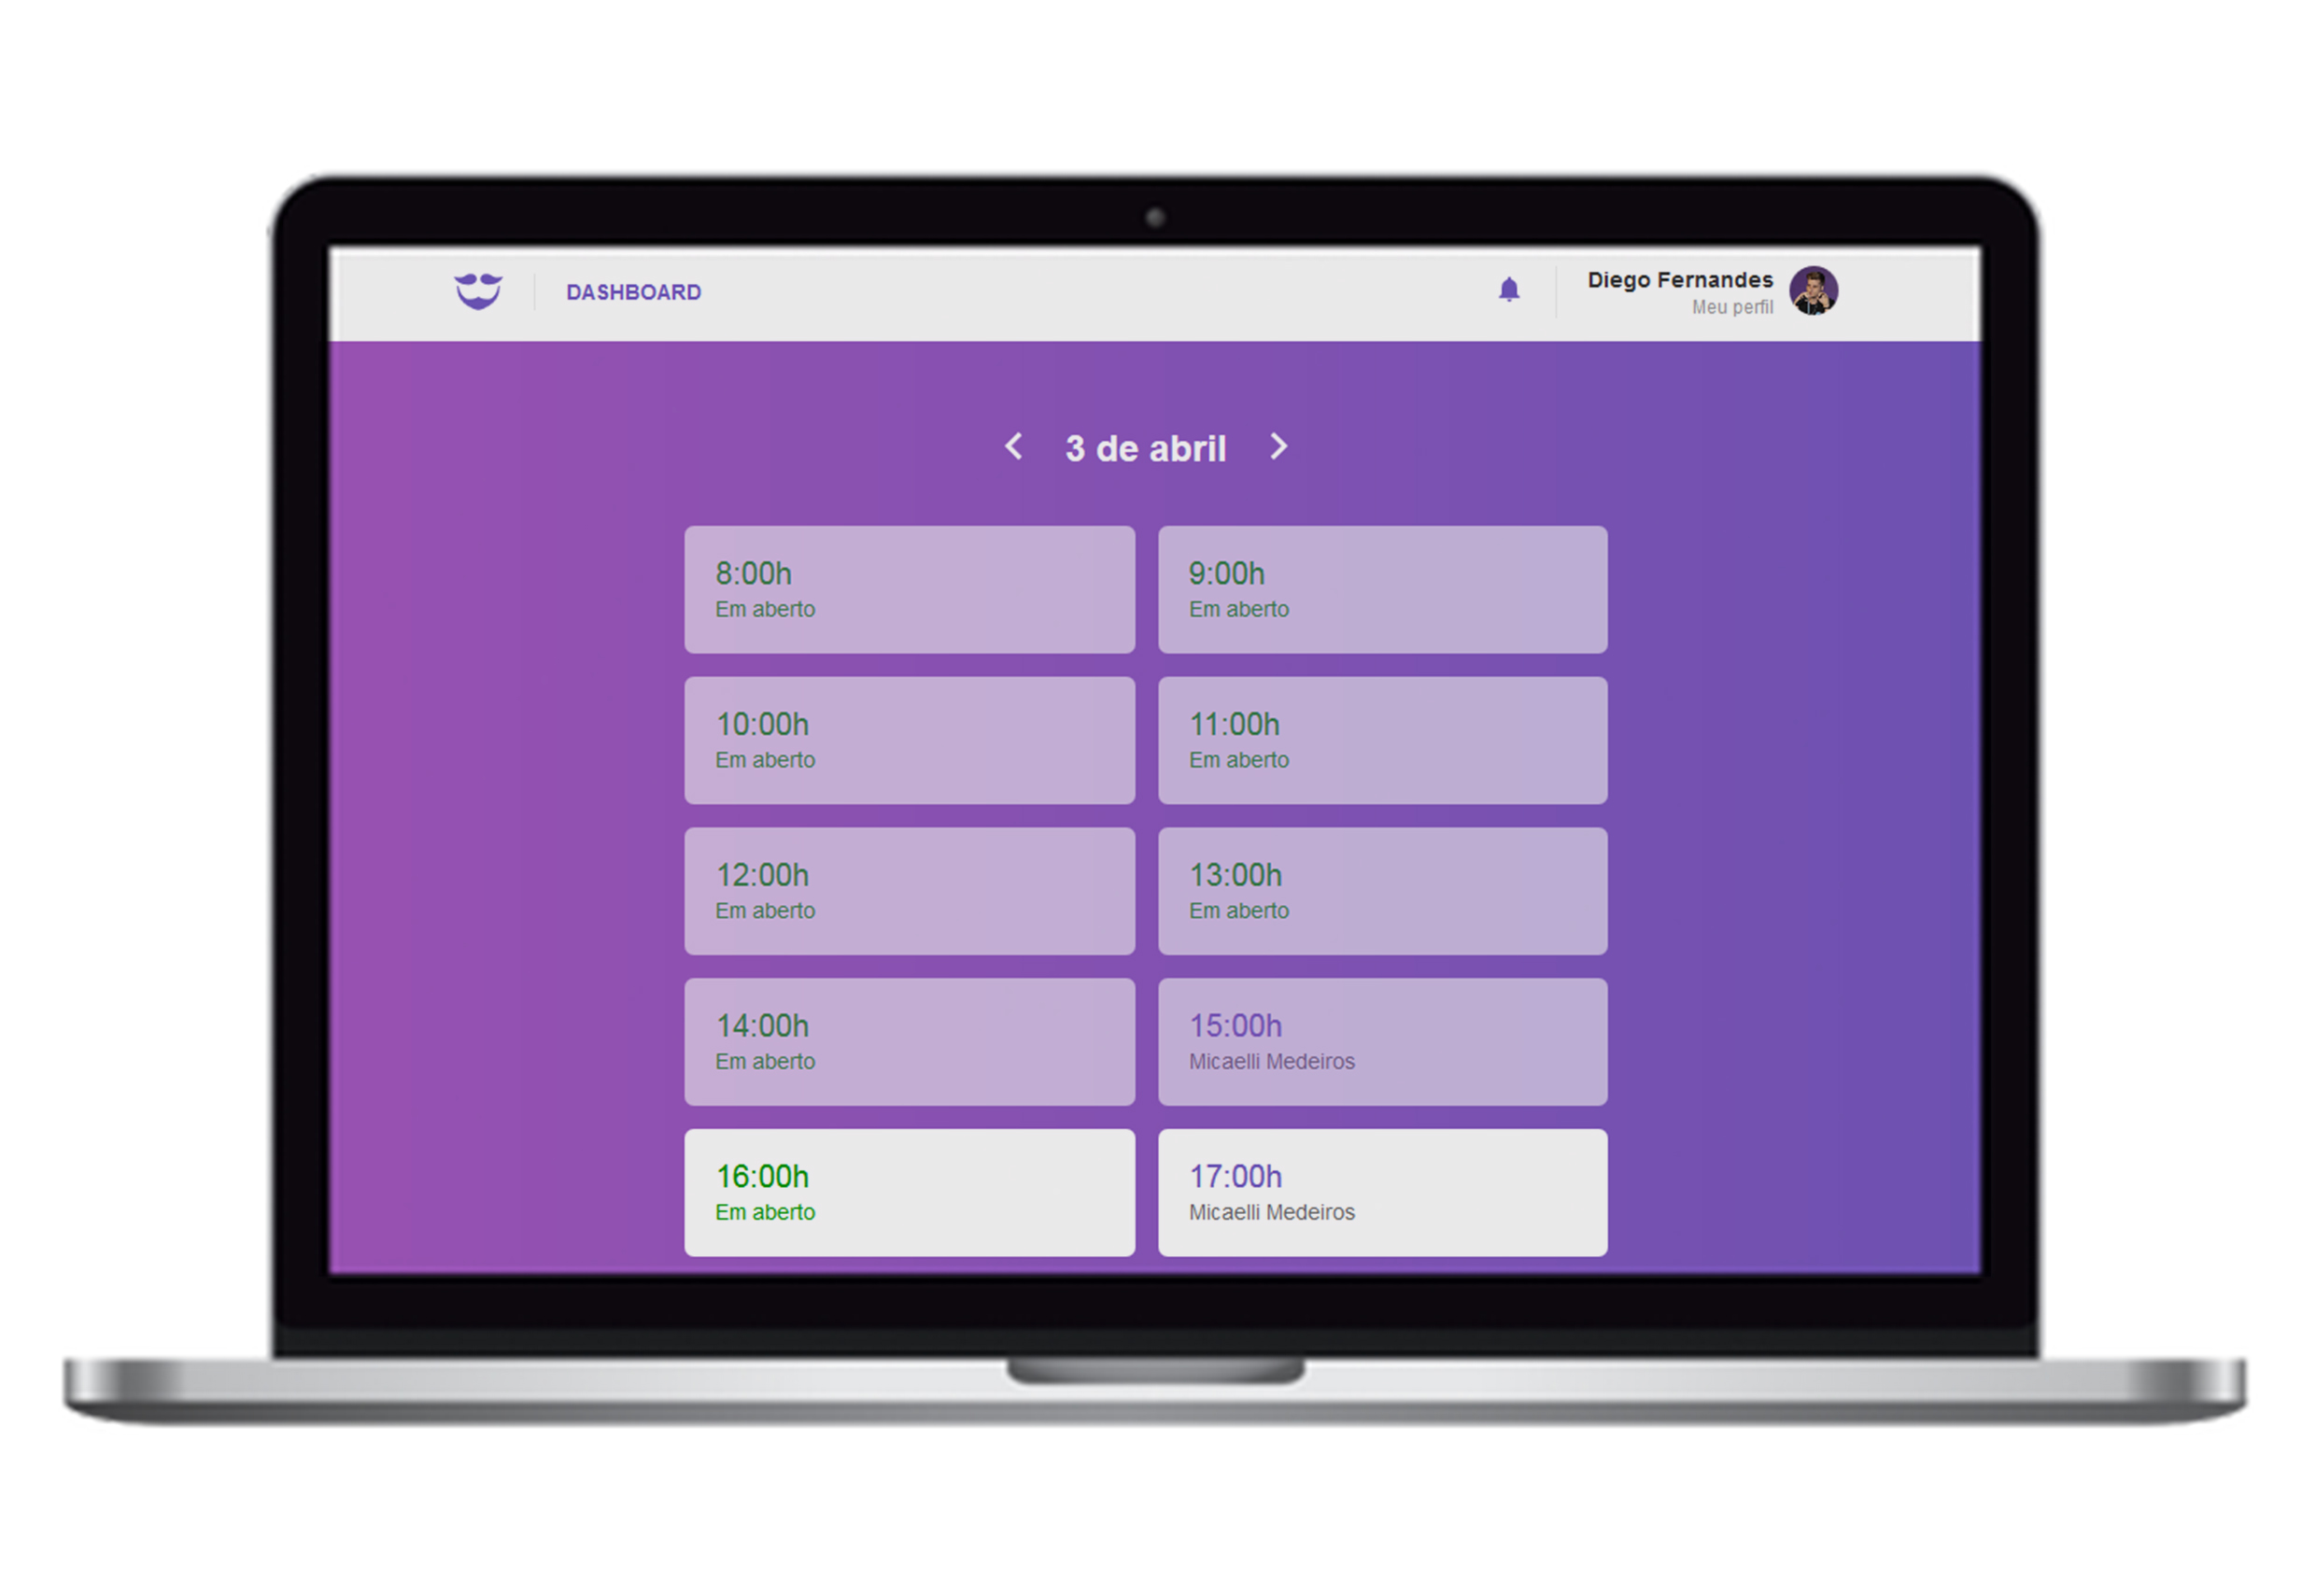 DASHBOARD
Diego Fernandes
Meu perfil
3 de abril
8:00h
Em aberto
9:00h
Em aberto
10:00h
Em aberto
11:00h
Em aberto
12:00h
Em aberto
13:00h
Em aberto
14:00h
Em aberto
15:00h
Micaelli Medeiros
16:00h
Em aberto
17:00h
Micaelli Medeiros